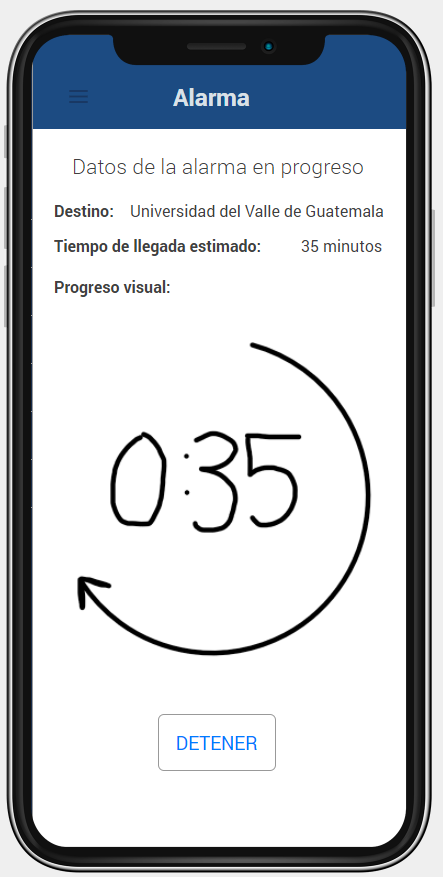 Alarma
Datos de la alarma en progreso
Destino: Universidad del Valle de Guatemala
Tiempo de llegada estimado: 35 minutos
Progreso visual:
0:35
DETENER